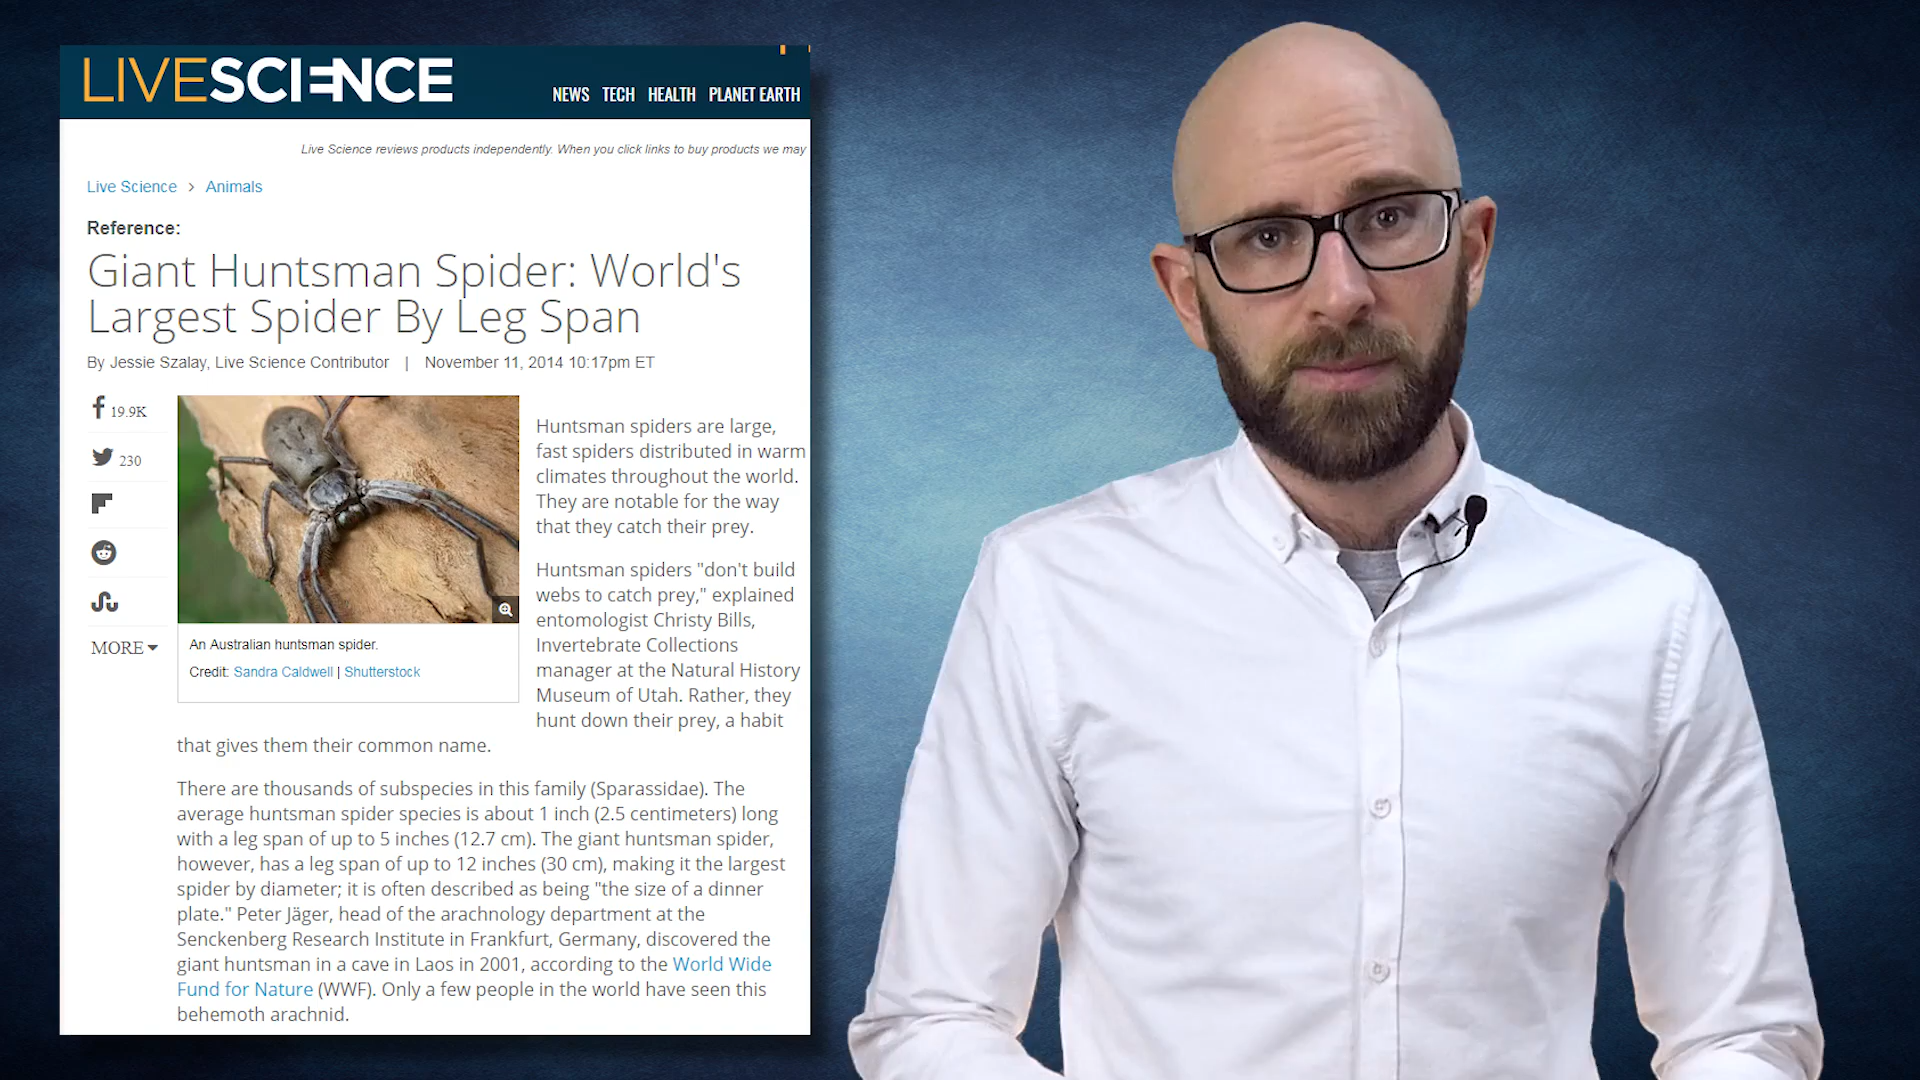 LIVESCIENCE
NEWS TECH HEALTH PLANET EARTH
Live Science reviews products independently. When you click links to buy products we may
Live Science > Animals
Reference:
Giant Huntsman Spider: World's
Largest Spider By Leg Span
By Jessie Szalay, Live Science Contributor | November 11, 2014 10:17pm ET
19.9K
230
MORE
An Australian huntsman spider.
Credit: Sandra Caldwell | Shutterstock
Huntsman spiders are large,
fast spiders distributed in warm
climates throughout the world.
They are notable for the way
that they catch their prey.
Huntsman spiders "don't build
webs to catch prey," explained
entomologist Christy Bills,
Invertebrate Collections
manager at the Natural History
Museum of Utah. Rather, they
hunt down their prey, a habit
that gives them their common name.
There are thousands of subspecies in this family (Sparassidae). The
average huntsman spider species is about 1 inch (2.5 centimeters) long
with a leg span of up to 5 inches (12.7 cm). The giant huntsman spider,
however, has a leg span of up to 12 inches (30 cm), making it the largest
spider by diameter; it is often described as being "the size of a dinner
plate." Peter Jäger, head of the arachnology department at the
Senckenberg Research Institute in Frankfurt, Germany, discovered the
giant huntsman in a cave in Laos in 2001, according to the World Wide
Fund for Nature (WWF). Only a few people in the world have seen this
behemoth arachnid.